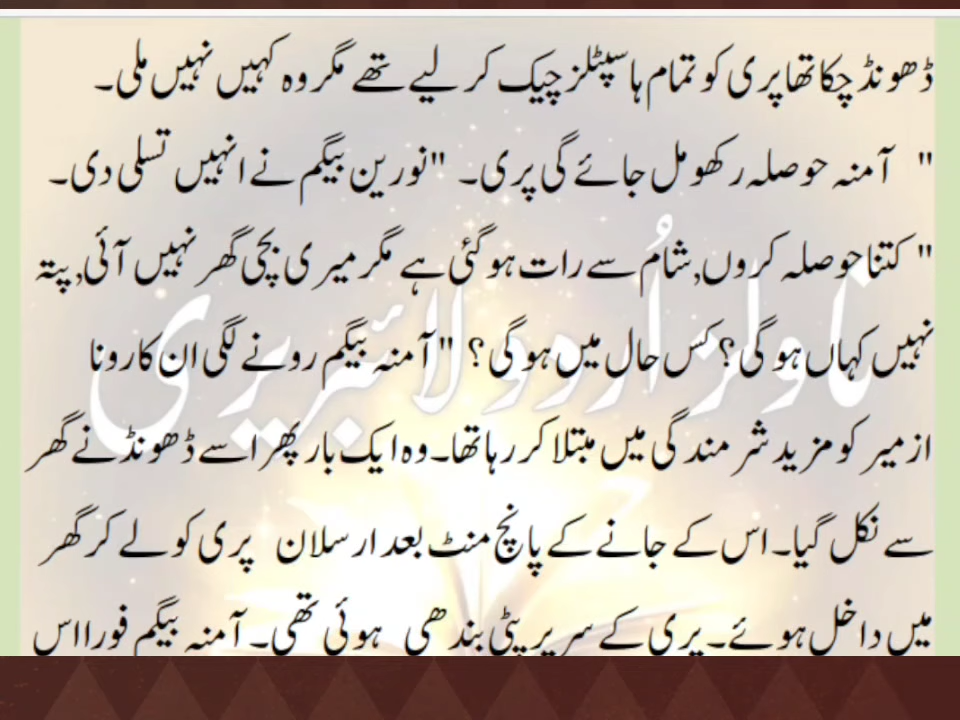 ڈھونڈ چکا تھا پری کو تمام ہاسپٹلز چیک کر لیے تھے مگر وہ کہیں نہیں ملی۔
" آمنہ حوصلہ رکھو مل جائے گی پری۔ "نورین بیگم نے انہیں تسلی دی۔
" کتنا حوصلہ کروں,شام سے رات ہو گئی ہے مگر میری بچی گھر نہیں آئی,پتہ
نہیں کہاں ہو گی؟ کس حال میں ہو گی؟ "آمنہ بیگم رونے لگی ان کا رونا
ازمیر کو مزید شرمندگی میں مبتلا کر رہا تھا۔وہ ایک بار پھر اسے ڈھونڈنے گھر
سے نکل گیا۔اس کے جانے کے پانچ منٹ بعد ارسلان پری کو لے کر گھر
میں داخل ہوئے۔پری کے سر پر پٹی بندھی ہوئی تھی۔آمنہ بیگم فورا اس
ناولز اُردو لائبریری